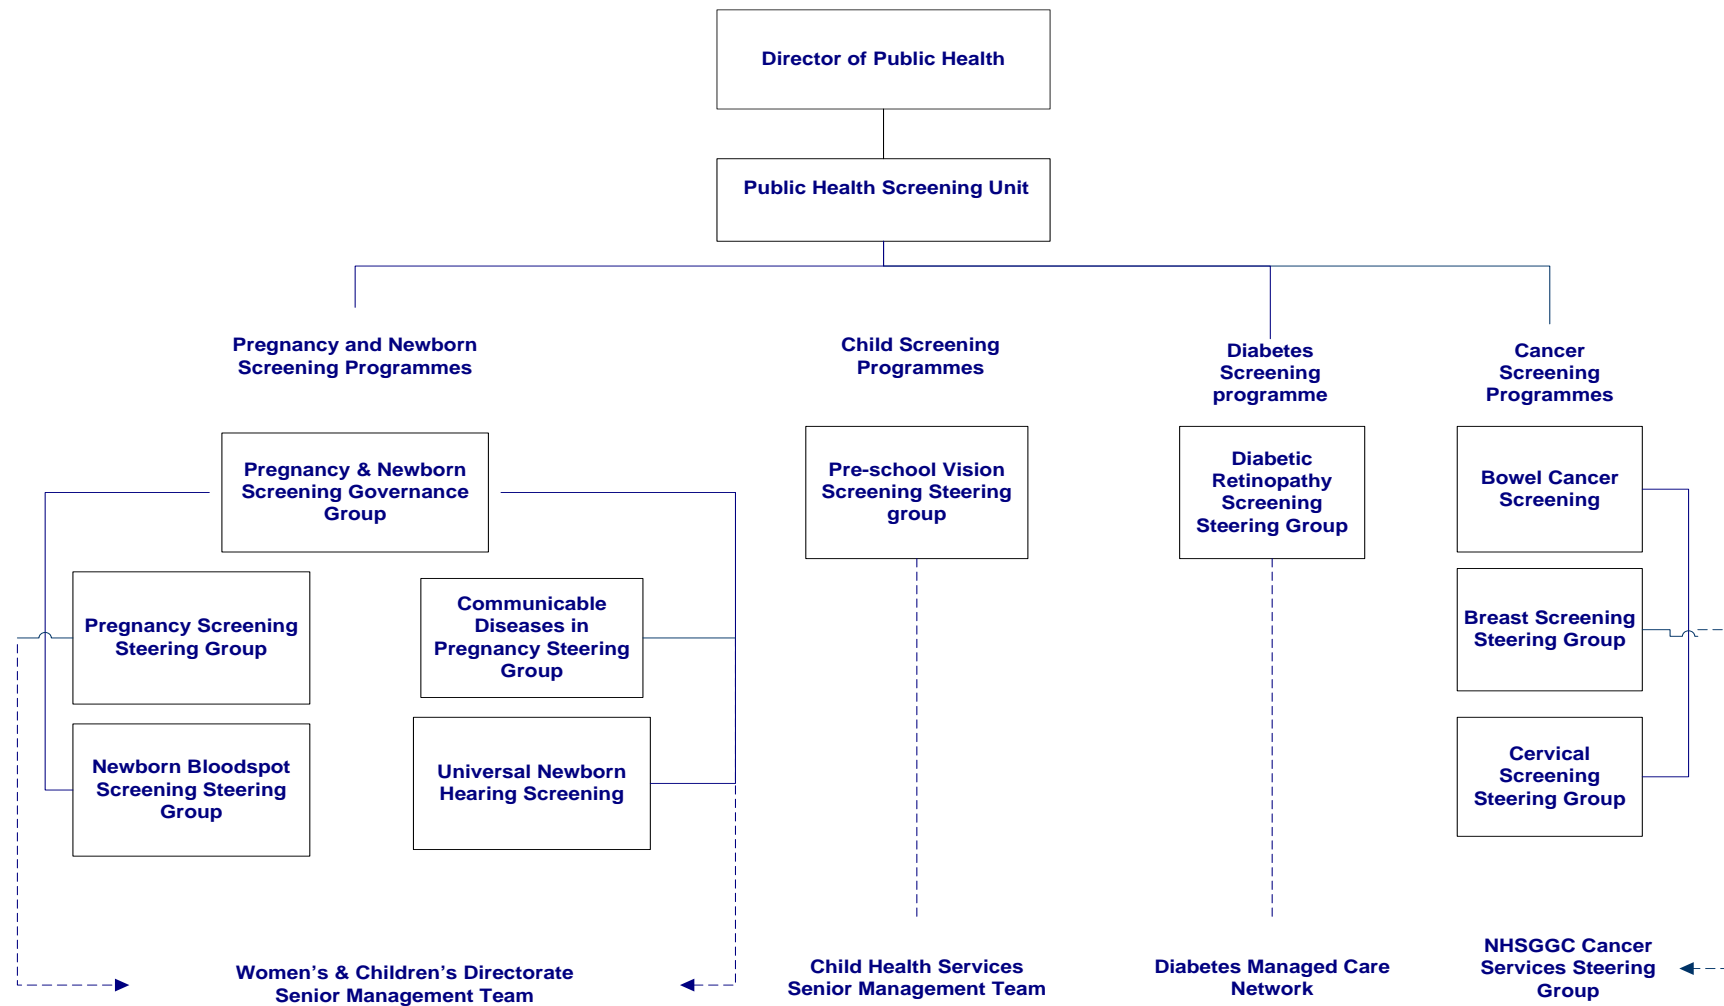 Director of Public Health
Public Health Screening Unit
Pregnancy and Newborn
Screening Programmes
Child Screening
Programmes
Diabetes
Screening
programme
Cancer
Screening
Programmes
Pregnancy & Newborn
Screening Governance
Group
Pre-school Vision
Screening Steering
group
Diabetic
Retinopathy
Screening
Steering Group
Bowel Cancer
Screening
Pregnancy Screening
Steering Group
Communicable
Diseases in
Pregnancy Steering
Group
Breast Screening
Steering Group
Newborn Bloodspot
Screening Steering
Group
Universal Newborn
Hearing Screening
Cervical
Screening
Steering Group
Women’s & Children’s Directorate
Senior Management Team
Child Health Services
Senior Management Team
Diabetes Managed Care
Network
NHSGGC Cancer
Services Steering
Group